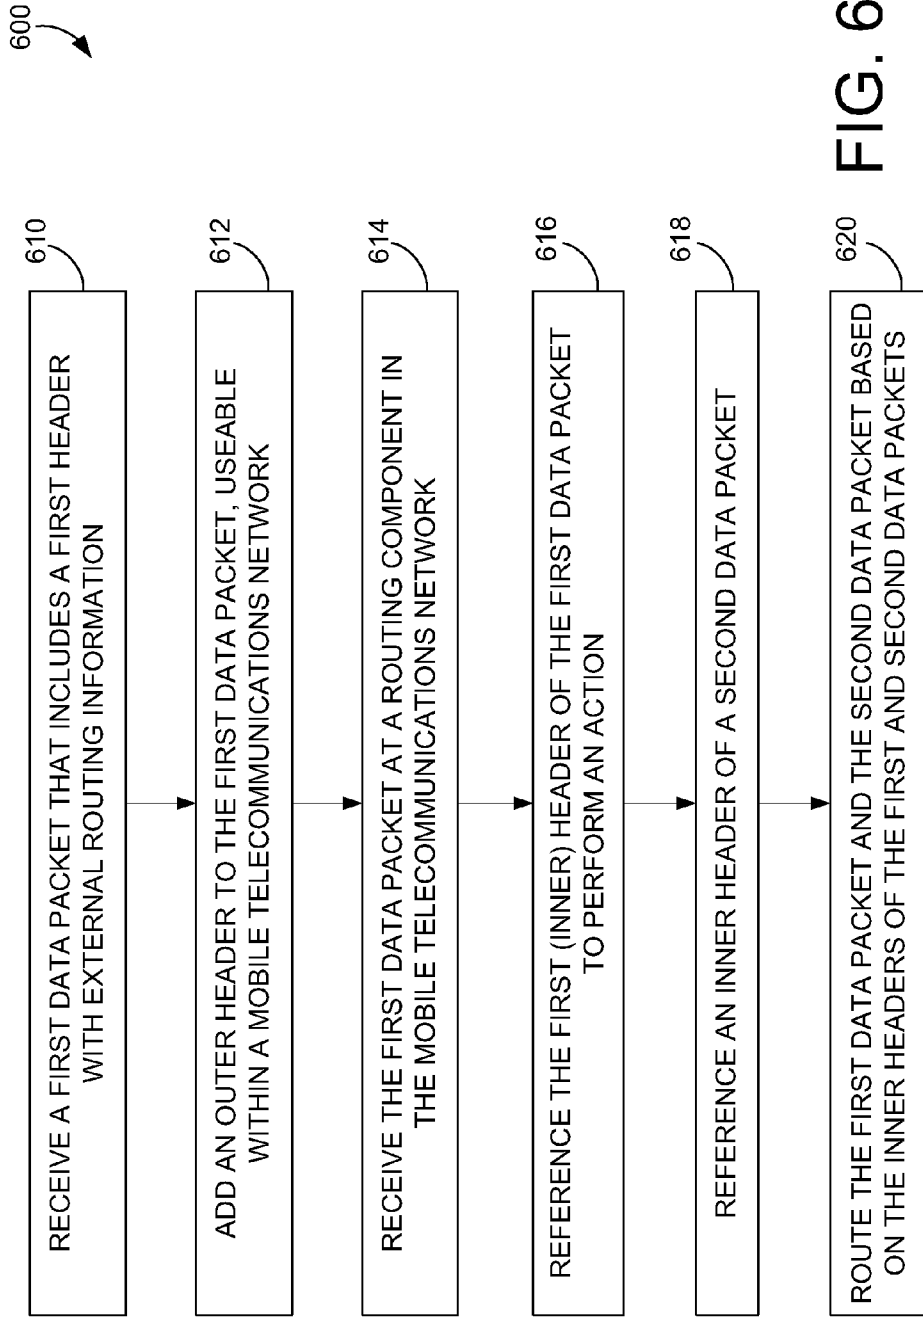 600
610
RECEIVE A FIRST DATA PACKET THAT INCLUDES A FIRST HEADER
WITH EXTERNAL ROUTING INFORMATION
612
ADD AN OUTER HEADER TO THE FIRST DATA PACKET, USEABLE
WITHIN A MOBILE TELECOMMUNICATIONS NETWORK
614
RECEIVE THE FIRST DATA PACKET AT A ROUTING COMPONENT IN
THE MOBILE TELECOMMUNICATIONS NETWORK
616
REFERENCE THE FIRST (INNER) HEADER OF THE FIRST DATA PACKET
TO PERFORM AN ACTION
618
REFERENCE AN INNER HEADER OF A SECOND DATA PACKET
620
ROUTE THE FIRST DATA PACKET AND THE SECOND DATA PACKET BASED
ON THE INNER HEADERS OF THE FIRST AND SECOND DATA PACKETS
FIG. 6